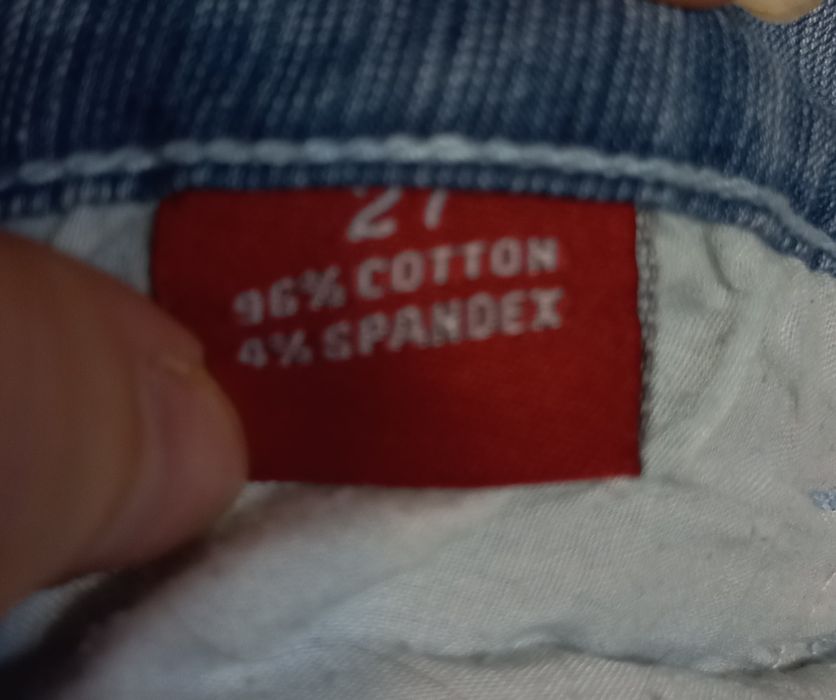 27
96% COTTON
4% SPANDEX